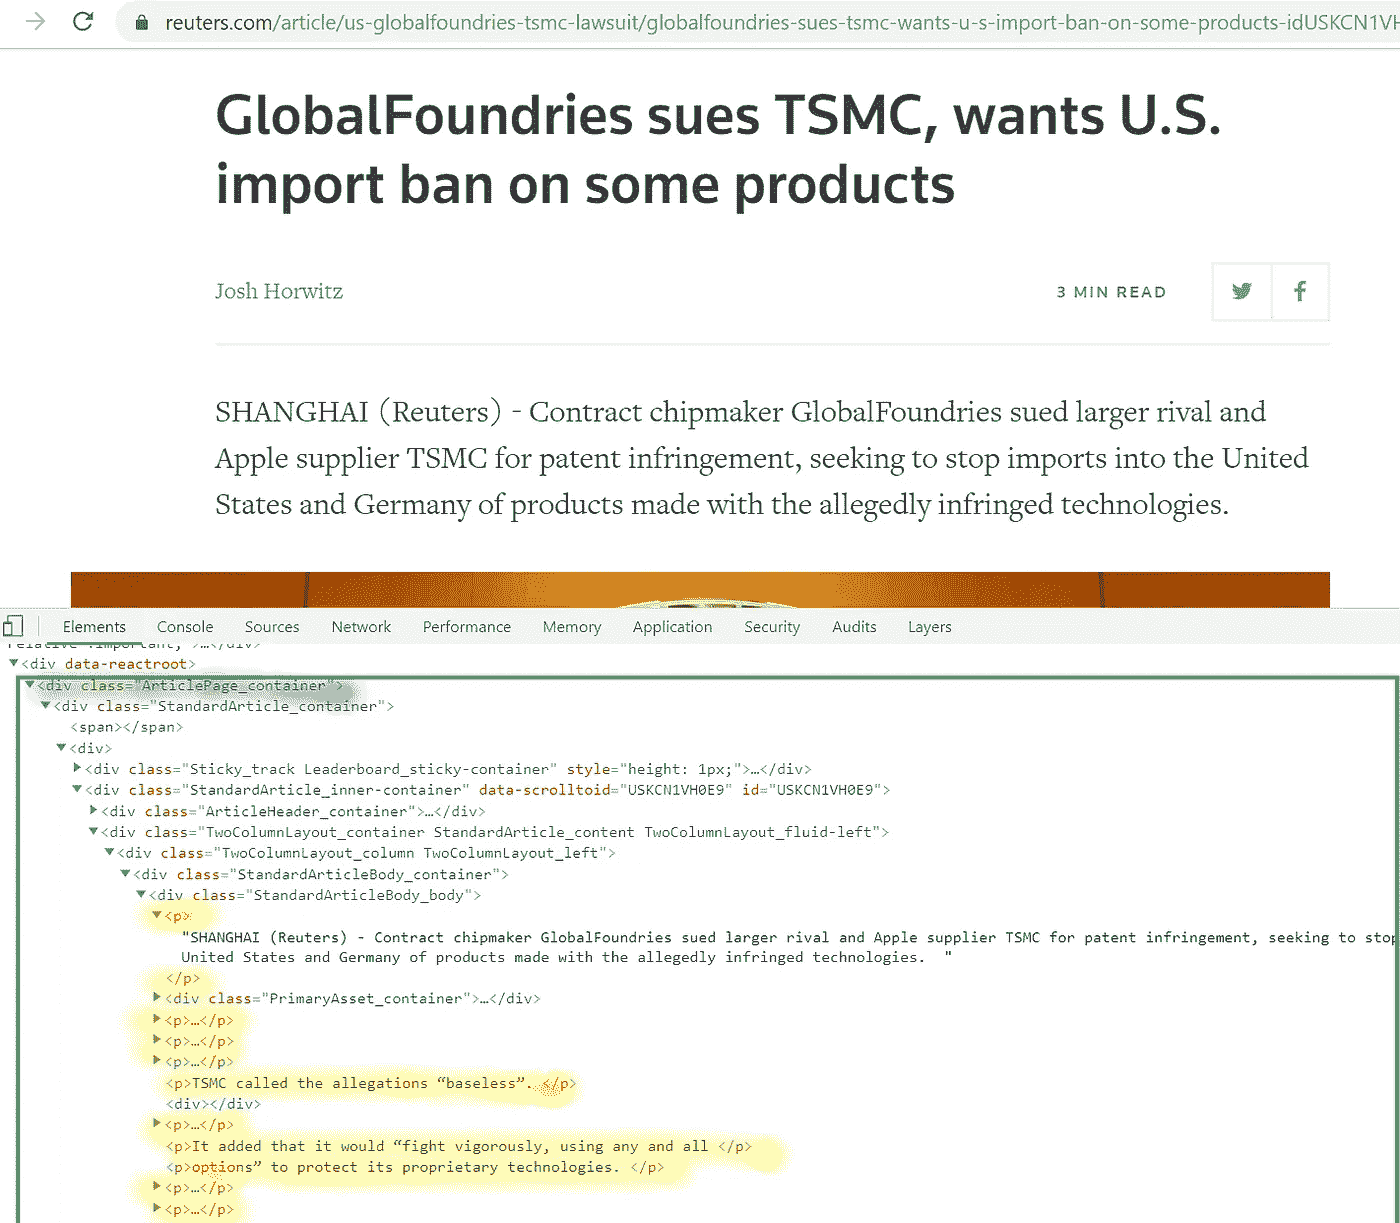 reuters.com/article/us-globalfoundries-tsmc-lawsuit/globalfoundries-sues-tsmc-wants-u-s-import-ban-on-some-products-idUSKCN1VH
GlobalFoundries sues TSMC, wants U.S.
import ban on some products
Josh Horwitz
3 MIN READ
SHANGHAI (Reuters) - Contract chipmaker GlobalFoundries sued larger rival and
Apple supplier TSMC for patent infringement, seeking to stop imports into the United
States and Germany of products made with the allegedly infringed technologies.
Elements Console Sources Network Performance Memory Application Security Audits Layers
relative !important; >…</div>
<div data-reactroot>
<div class="ArticlePage_container">
<div class="StandardArticle_container">
<span></span>
<div>
<div class="Sticky_track Leaderboard_sticky-container" style="height: 1px;">…</div>
<div class="StandardArticle_inner-container" data-scrolltoid="USKCN1VH0E9" id="USKCN1VH0E9">
<div class="ArticleHeader_container">…</div>
<div class="TwoColumnLayout_container StandardArticle_content TwoColumnLayout_fluid-left">
<div class="TwoColumnLayout_column TwoColumnLayout_left">
<div class="StandardArticleBody_container">
<div class="StandardArticleBody_body">
<p>
"SHANGHAI (Reuters) - Contract chipmaker GlobalFoundries sued larger rival and Apple supplier TSMC for patent infringement, seeking to stop
United States and Germany of products made with the allegedly infringed technologies.  "
</p>
<div class="PrimaryAsset_container">…</div>
<p>…</p>
<p>…</p>
<p>…</p>
<p>TSMC called the allegations “baseless”. </p>
<div></div>
<p>…</p>
<p>It added that it would “fight vigorously, using any and all </p>
<p>options” to protect its proprietary technologies. </p>
<p>…</p>
<p>…</p>